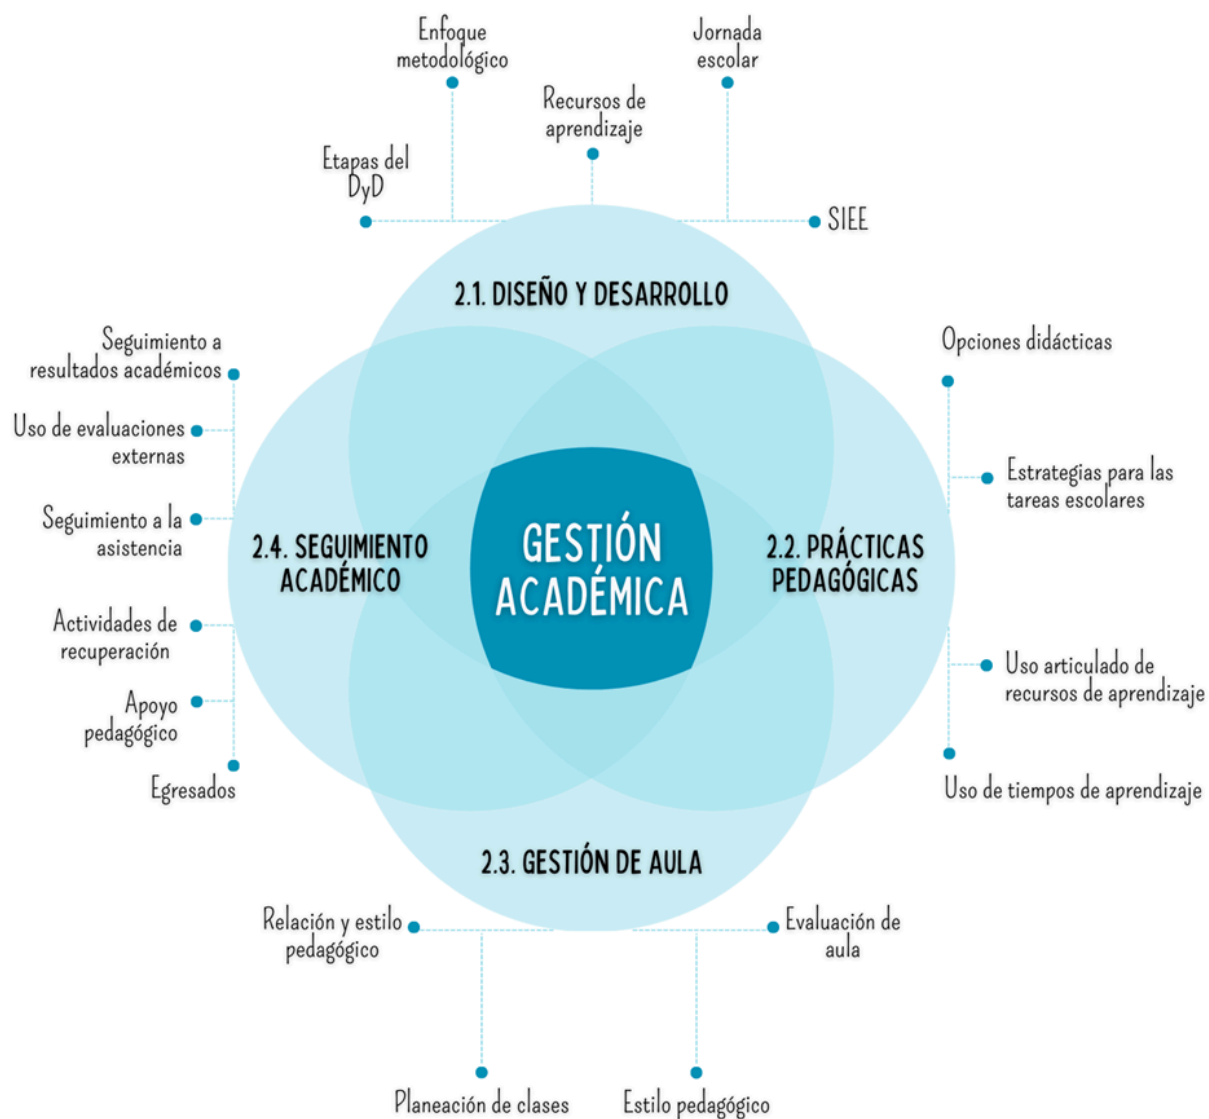 Enfoque
metodológico
Jornada
escolar
Recursos de
aprendizaje
Etapas del
DyD
SIEE
2.1. DISEÑO Y DESARROLLO
Seguimiento a
resultados académicos
Uso de evaluaciones
externas
Seguimiento a la
asistencia
Actividades de
recuperación
Apoyo
pedagógico
Egresados
2.4. SEGUIMIENTO
ACADÉMICO
GESTIÓN
ACADÉMICA
2.2. PRÁCTICAS
PEDAGÓGICAS
Opciones didácticas
Estrategias para las
tareas escolares
Uso articulado de
recursos de aprendizaje
Uso de tiempos de aprendizaje
2.3. GESTIÓN DE AULA
Relación y estilo
pedagógico
Evaluación de
aula
Planeación de clases
Estilo pedagógico